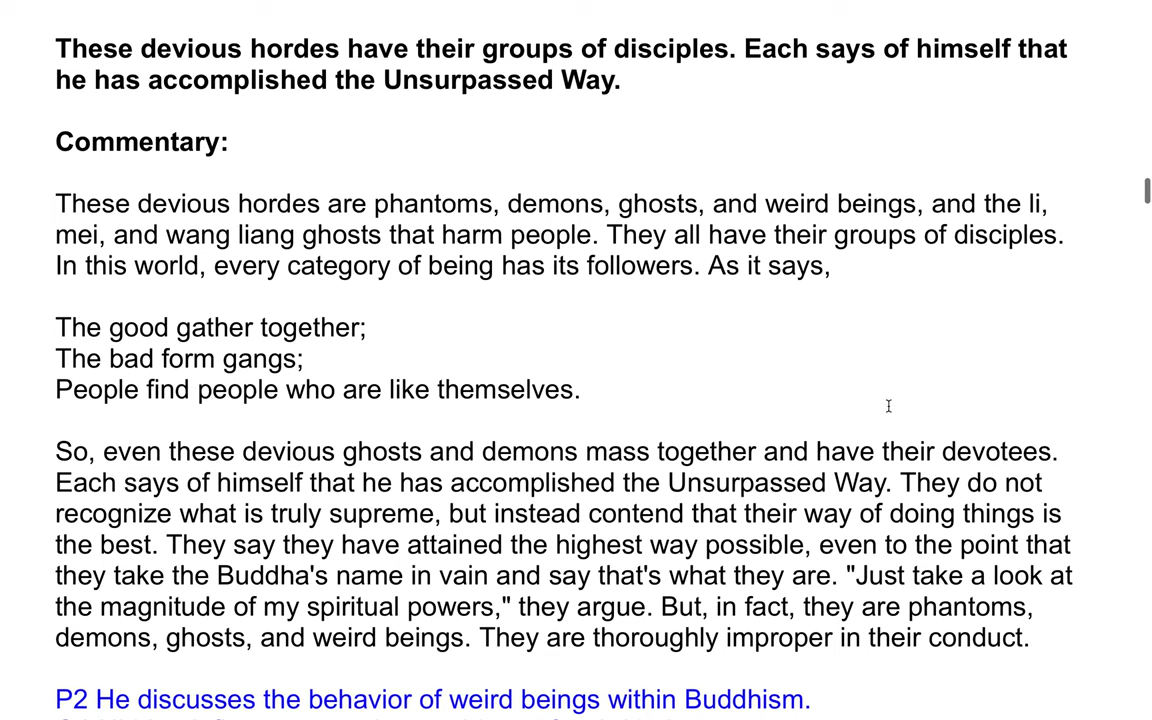 These devious hordes have their groups of disciples. Each says of himself that
he has accomplished the Unsurpassed Way.
Commentary:
These devious hordes are phantoms, demons, ghosts, and weird beings, and the li,
mei, and wang liang ghosts that harm people. They all have their groups of disciples.
In this world, every category of being has its followers. As it says,
The good gather together;
The bad form gangs;
People find people who are like themselves.
So, even these devious ghosts and demons mass together and have their devotees.
Each says of himself that he has accomplished the Unsurpassed Way. They do not
recognize what is truly supreme, but instead contend that their way of doing things is
the best. They say they have attained the highest way possible, even to the point that
they take the Buddha's name in vain and say that's what they are. "Just take a look at
the magnitude of my spiritual powers," they argue. But, in fact, they are phantoms,
demons, ghosts, and weird beings. They are thoroughly improper in their conduct.
P2 He discusses the behavior of weird beings within Buddhism.